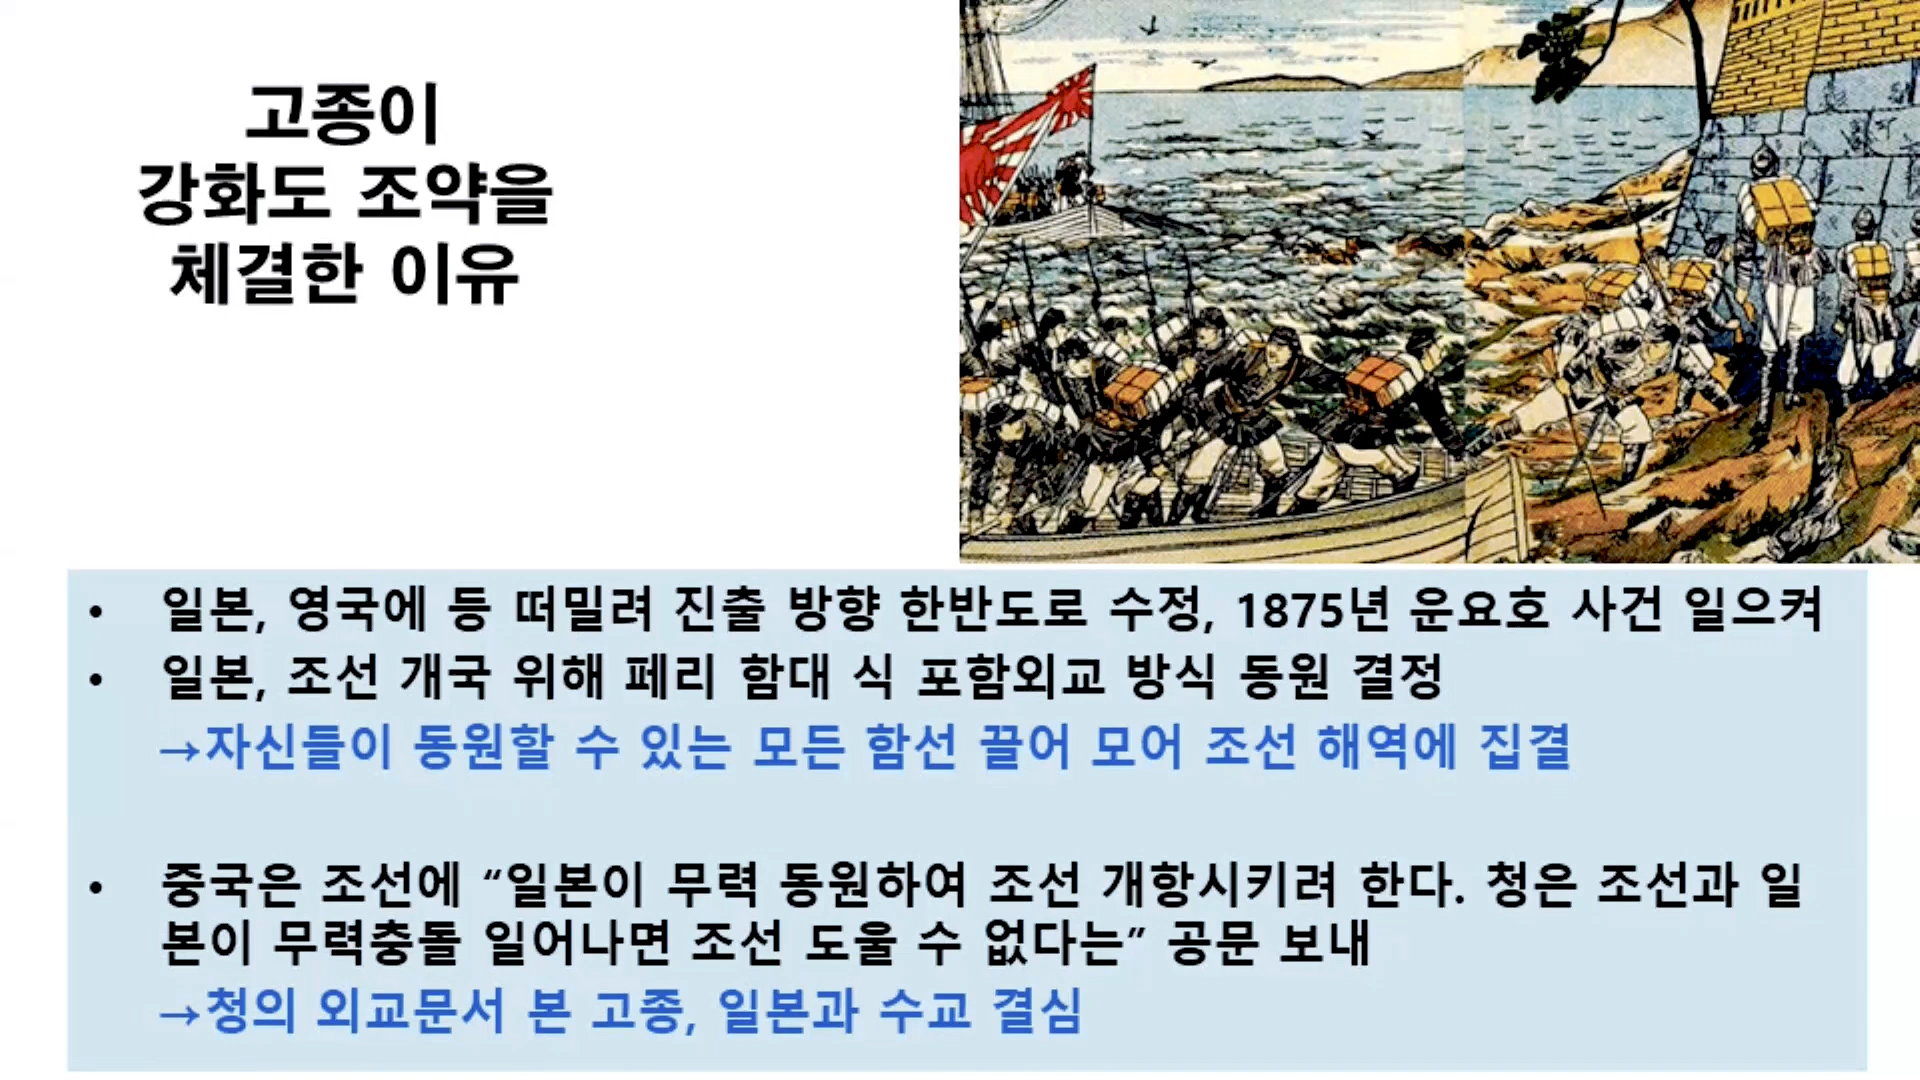 고종이
강화도 조약을
체결한 이유
• 일본, 영국에 등 떠밀려 진출 방향 한반도로 수정, 1875년 운요호 사건 일으켜
• 일본, 조선 개국 위해 페리 함대 식 포함외교 방식 동원 결정
→자신들이 동원할 수 있는 모든 함선 끌어 모어 조선 해역에 집결
• 중국은 조선에 “일본이 무력 동원하여 조선 개항시키려 한다. 청은 조선과 일
본이 무력충돌 일어나면 조선 도울 수 없다는” 공문 보내
→청의 외교문서 본 고종, 일본과 수교 결심